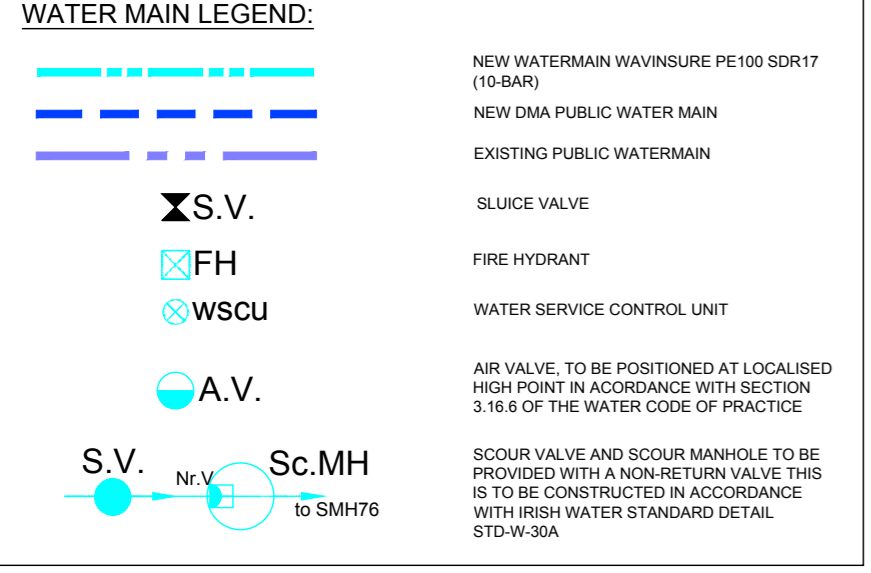 WATER MAIN LEGEND:
NEW WATERMAIN WAVINSURE PE100 SDR17
(10-BAR)
NEW DMA PUBLIC WATER MAIN
EXISTING PUBLIC WATERMAIN
S.V.
SLUICE VALVE
FH
FIRE HYDRANT
wscu
WATER SERVICE CONTROL UNIT
A.V.
AIR VALVE, TO BE POSITIONED AT LOCALISED
HIGH POINT IN ACORDANCE WITH SECTION
3.16.6 OF THE WATER CODE OF PRACTICE
S.V.
Nr.V
Sc.MH
to SMH76
SCOUR VALVE AND SCOUR MANHOLE TO BE
PROVIDED WITH A NON-RETURN VALVE THIS
IS TO BE CONSTRUCTED IN ACCORDANCE
WITH IRISH WATER STANDARD DETAIL
STD-W-30A